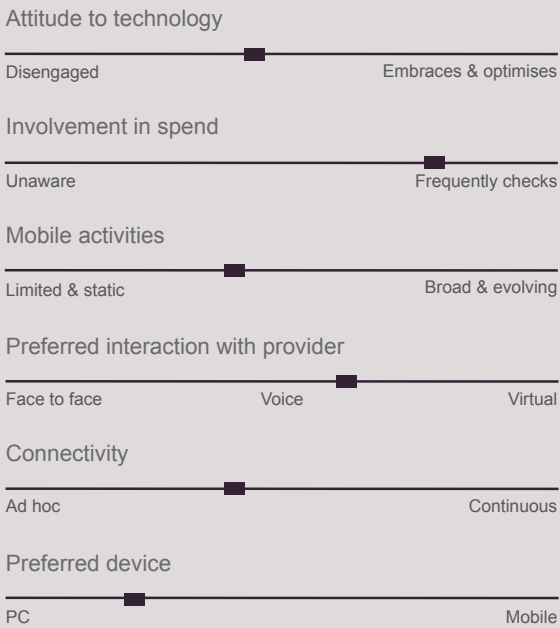 Attitude to technology
Disengaged Embraces & optimises
Involvement in spend
Unaware Frequently checks
Mobile activities
Limited & static Broad & evolving
Preferred interaction with provider
Face to face Voice Virtual
Connectivity
Ad hoc Continuous
Preferred device
PC Mobile